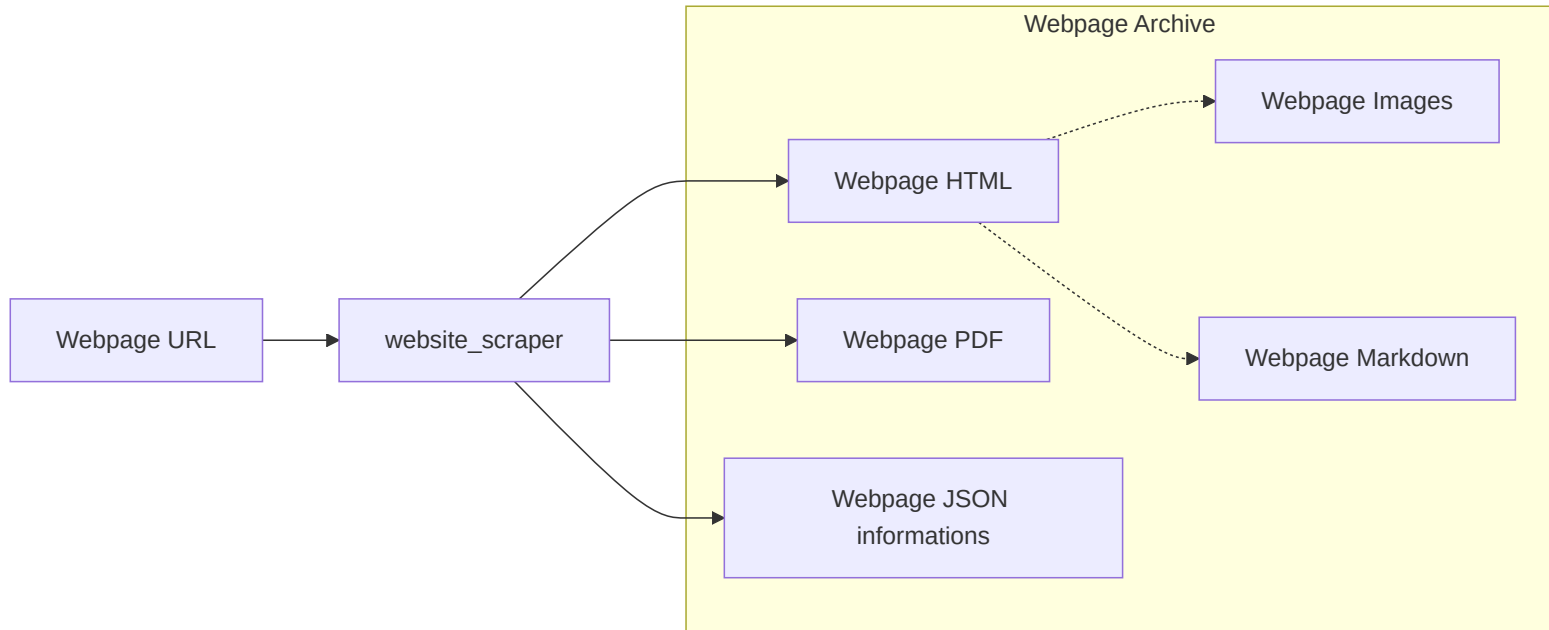 Webpage Archive
Webpage Images
Webpage HTML
Webpage URL
website_scraper
Webpage PDF
Webpage Markdown
Webpage JSON
informations